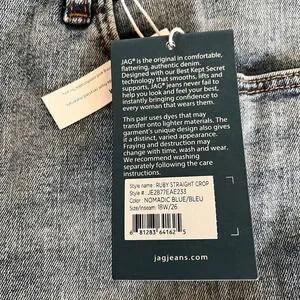 JAG® is the original in comfortable,
flattering, authentic denim.
Designed with our Best Kept Secret
technology that smooths, lifts and
supports, JAG® jeans never fail to
help you look and feel your best,
instantly bringing confidence to
every woman that wears them.
This pair uses dyes that may
transfer onto lighter materials. The
garment's unique design also gives
it a distinct, varied appearance.
Fraying and destruction may
change with time, wash and wear.
We recommend washing
separately following the care
instructions.
Style name : RUBY STRAIGHT CROP
Style # : JE2877EAE233
Color : NOMADIC BLUE/BLEU
Size/Inseam : 18W/26
6 81283 64162 5
jagjeans.com